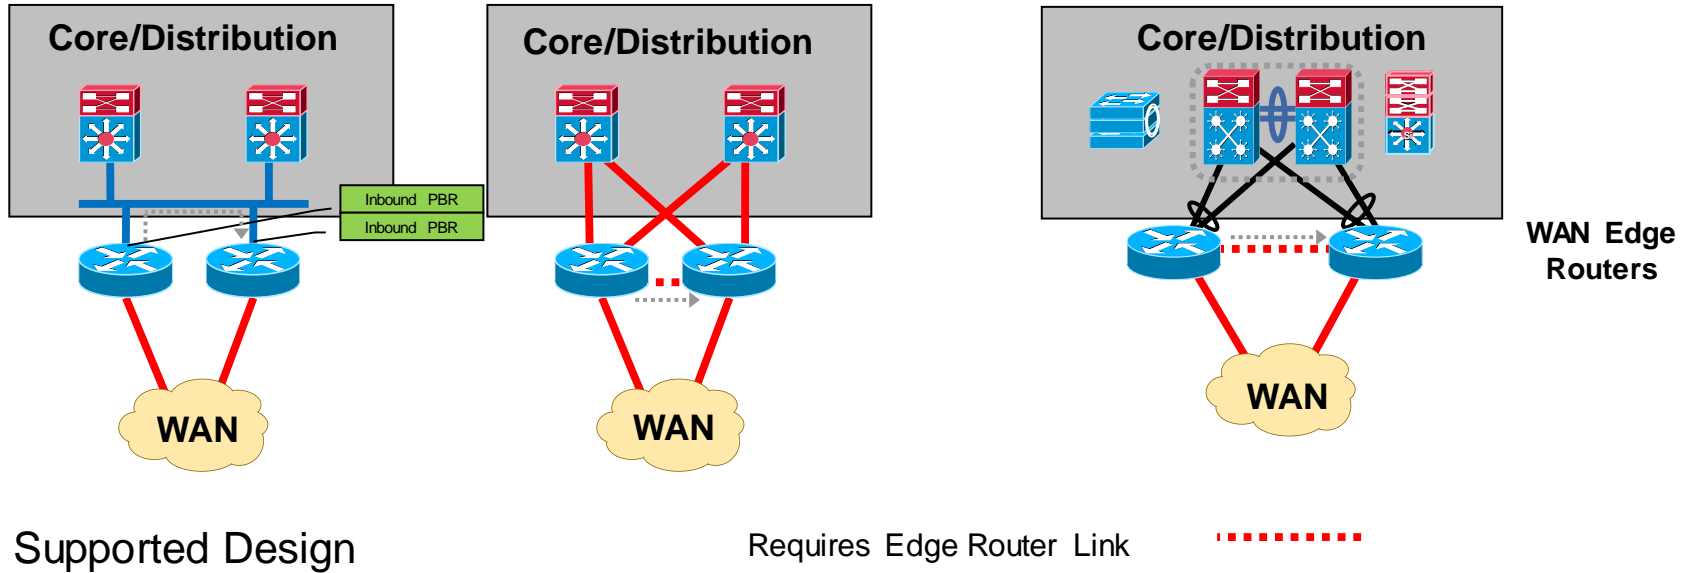 Core/Distribution
Core/Distribution
Core/Distribution
Inbound PBR
Inbound PBR
WAN Edge
Routers
WAN
WAN
WAN
Supported Design
Requires Edge Router Link